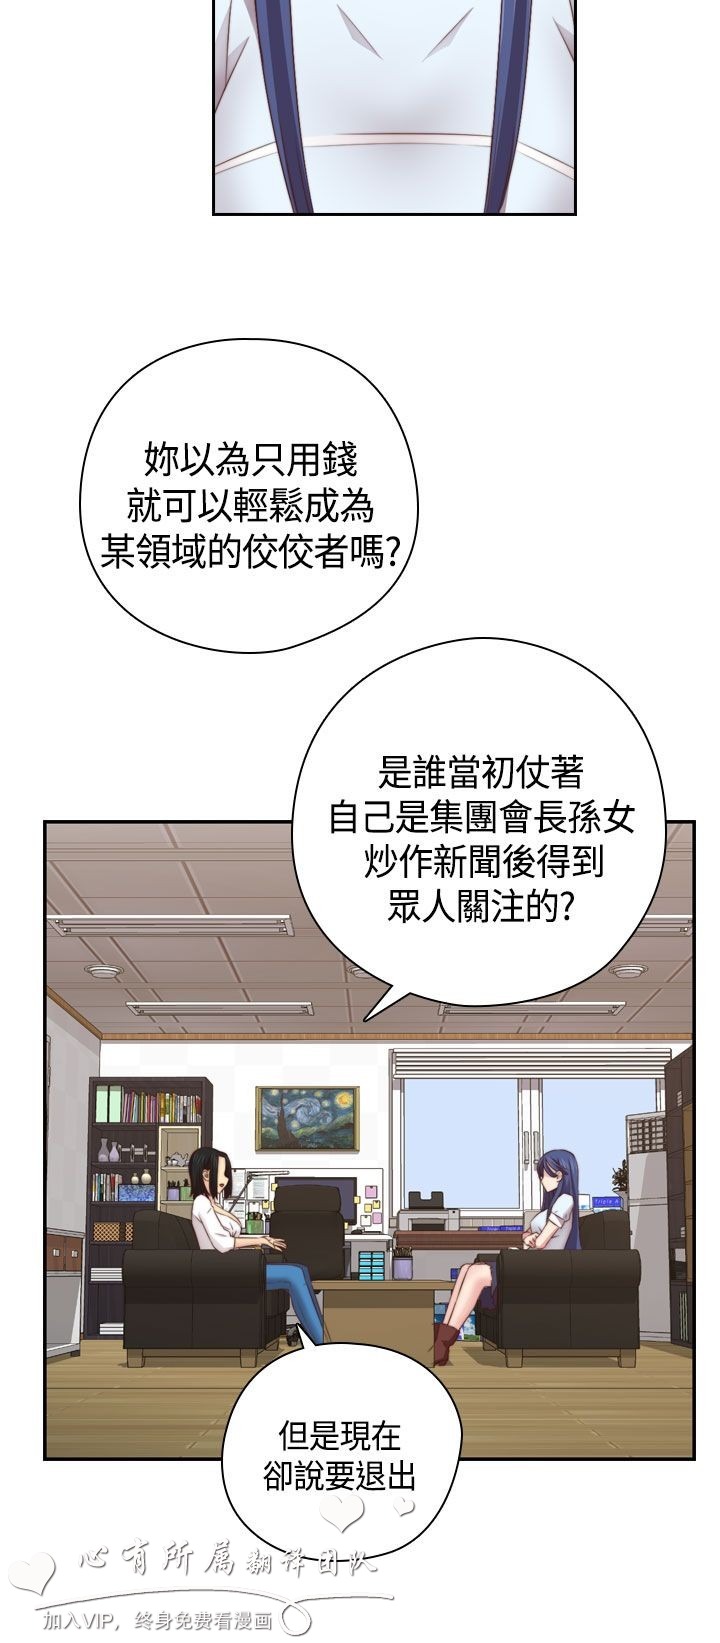 妳以為只用錢
就可以輕鬆成為
某領域的佼佼者嗎?
是誰當初仗著
自己是集團會長孫女
炒作新聞後得到
眾人關注的?
但是現在
卻說要退出
心有所属翻译团队
加入VIP，终身免费看漫画